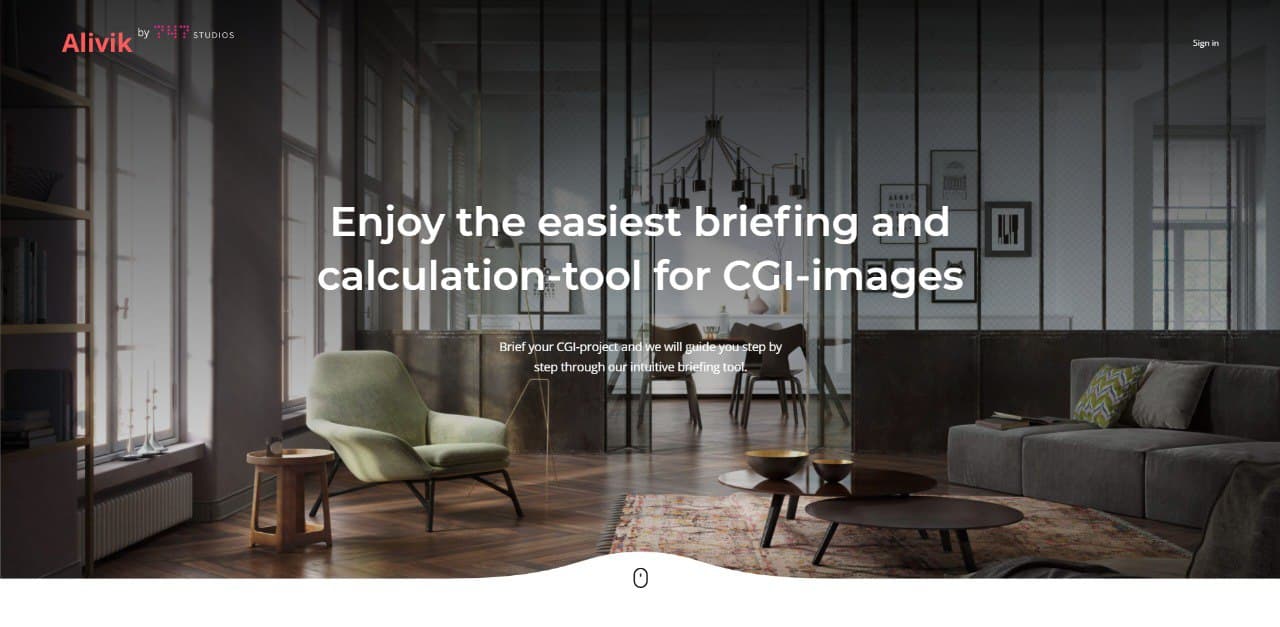 Alivik by 747 STUDIOS
Sign in
Enjoy the easiest briefing and
calculation-tool for CGI-images
Brief your CGI-project and we will guide you step by
step through our intuitive briefing tool.